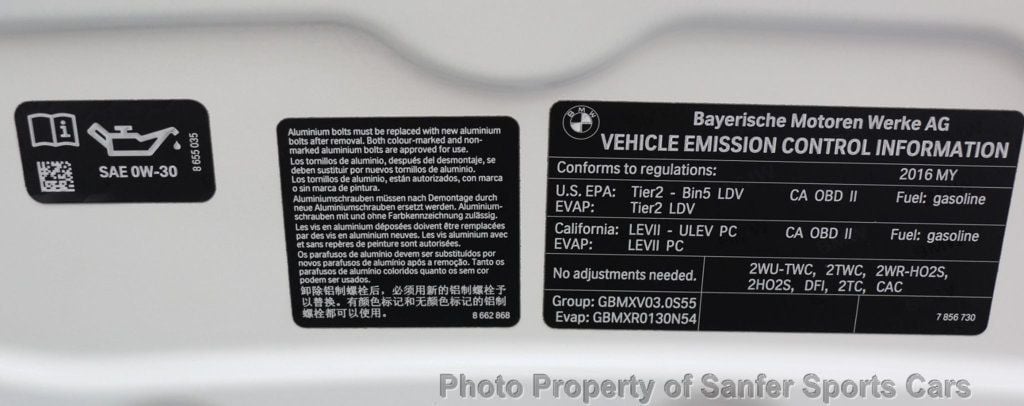 SAE 0W-30
8 655 035
Aluminium bolts must be replaced with new aluminium
bolts after removal. Both colour-marked and non-
marked aluminium bolts are approved for use.
Los tornillos de aluminio, después del desmontaje, se
deben sustituir por nuevos tornillos de aluminio.
Los tornillos de aluminio, están autorizados, con marca
o sin marca de pintura.
Aluminiumschrauben müssen nach Demontage durch
neue Aluminiumschrauben ersetzt werden. Aluminium-
schrauben mit und ohne Farbkennzeichnung zulässig.
Les vis en aluminium déposées doivent être remplacées
par des vis en aluminium neuves. Les vis aluminium avec
et sans repères de peinture sont autorisées.
Os parafusos de alumínio devem ser substituídos por
novos parafusos de alumínio após a remoção. Tanto os
parafusos de alumínio coloridos quanto os sem cor
podem ser utilizados.
卸除铝制螺栓后，必须用新的铝制螺栓予
以替换。有颜色标记和无颜色标记的铝制
螺栓都可以使用。
8 662 868
BMW
Bayerische Motoren Werke AG
VEHICLE EMISSION CONTROL INFORMATION
Conforms to regulations: 2016 MY
U.S. EPA: Tier2 - Bin5 LDV CA OBD II Fuel: gasoline
EVAP: Tier2 LDV
California: LEVII - ULEV PC CA OBD II Fuel: gasoline
EVAP: LEVII PC
No adjustments needed.
2WU-TWC, 2TWC, 2WR-HO2S,
2HO2S, DFI, 2TC, CAC
Group: GBMXV03.0S55
Evap: GBMXR0130N54
7 856 730
Photo Property of Sanfer Sports Cars